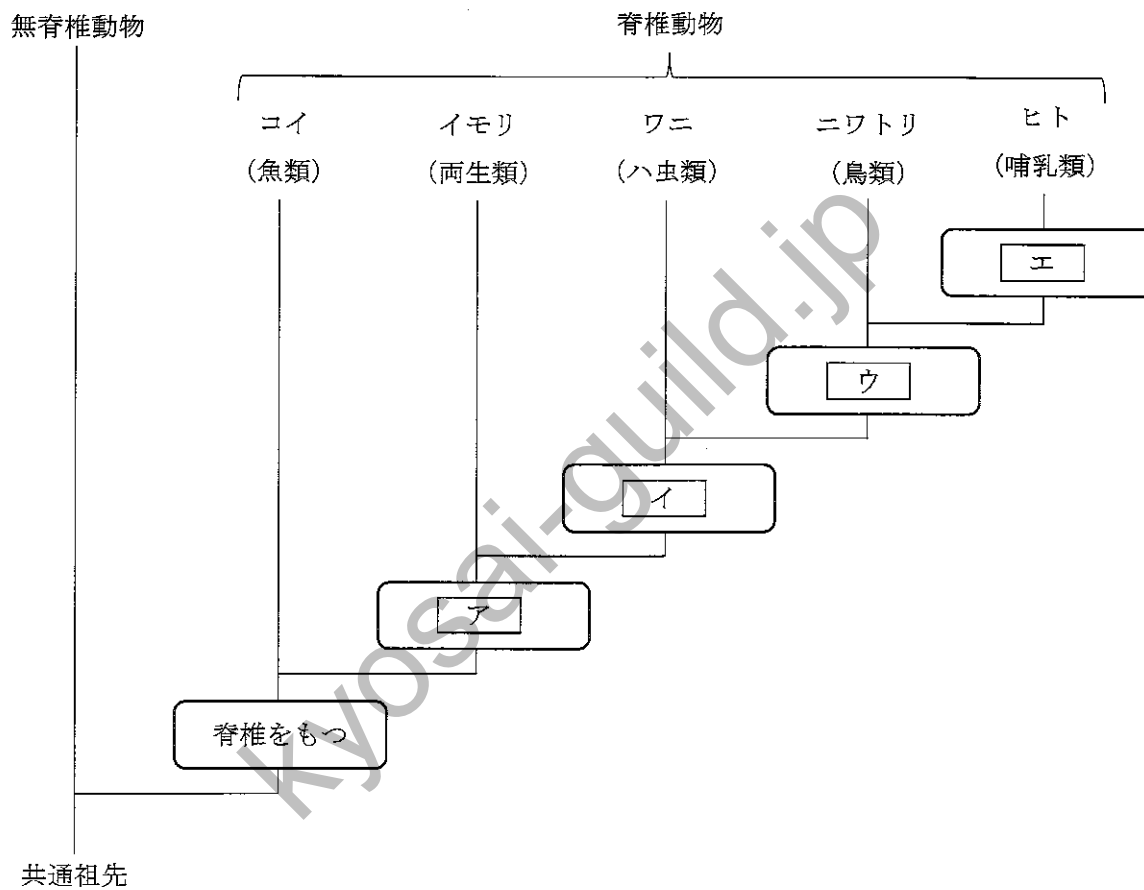 無脊椎動物
脊椎動物
コイ
(魚類)
イモリ
(両生類)
ワニ
(ハ虫類)
ニワトリ
(鳥類)
ヒト
(哺乳類)
エ
ウ
イ
ア
脊椎をもつ
共通祖先
kyosai-guild.jp